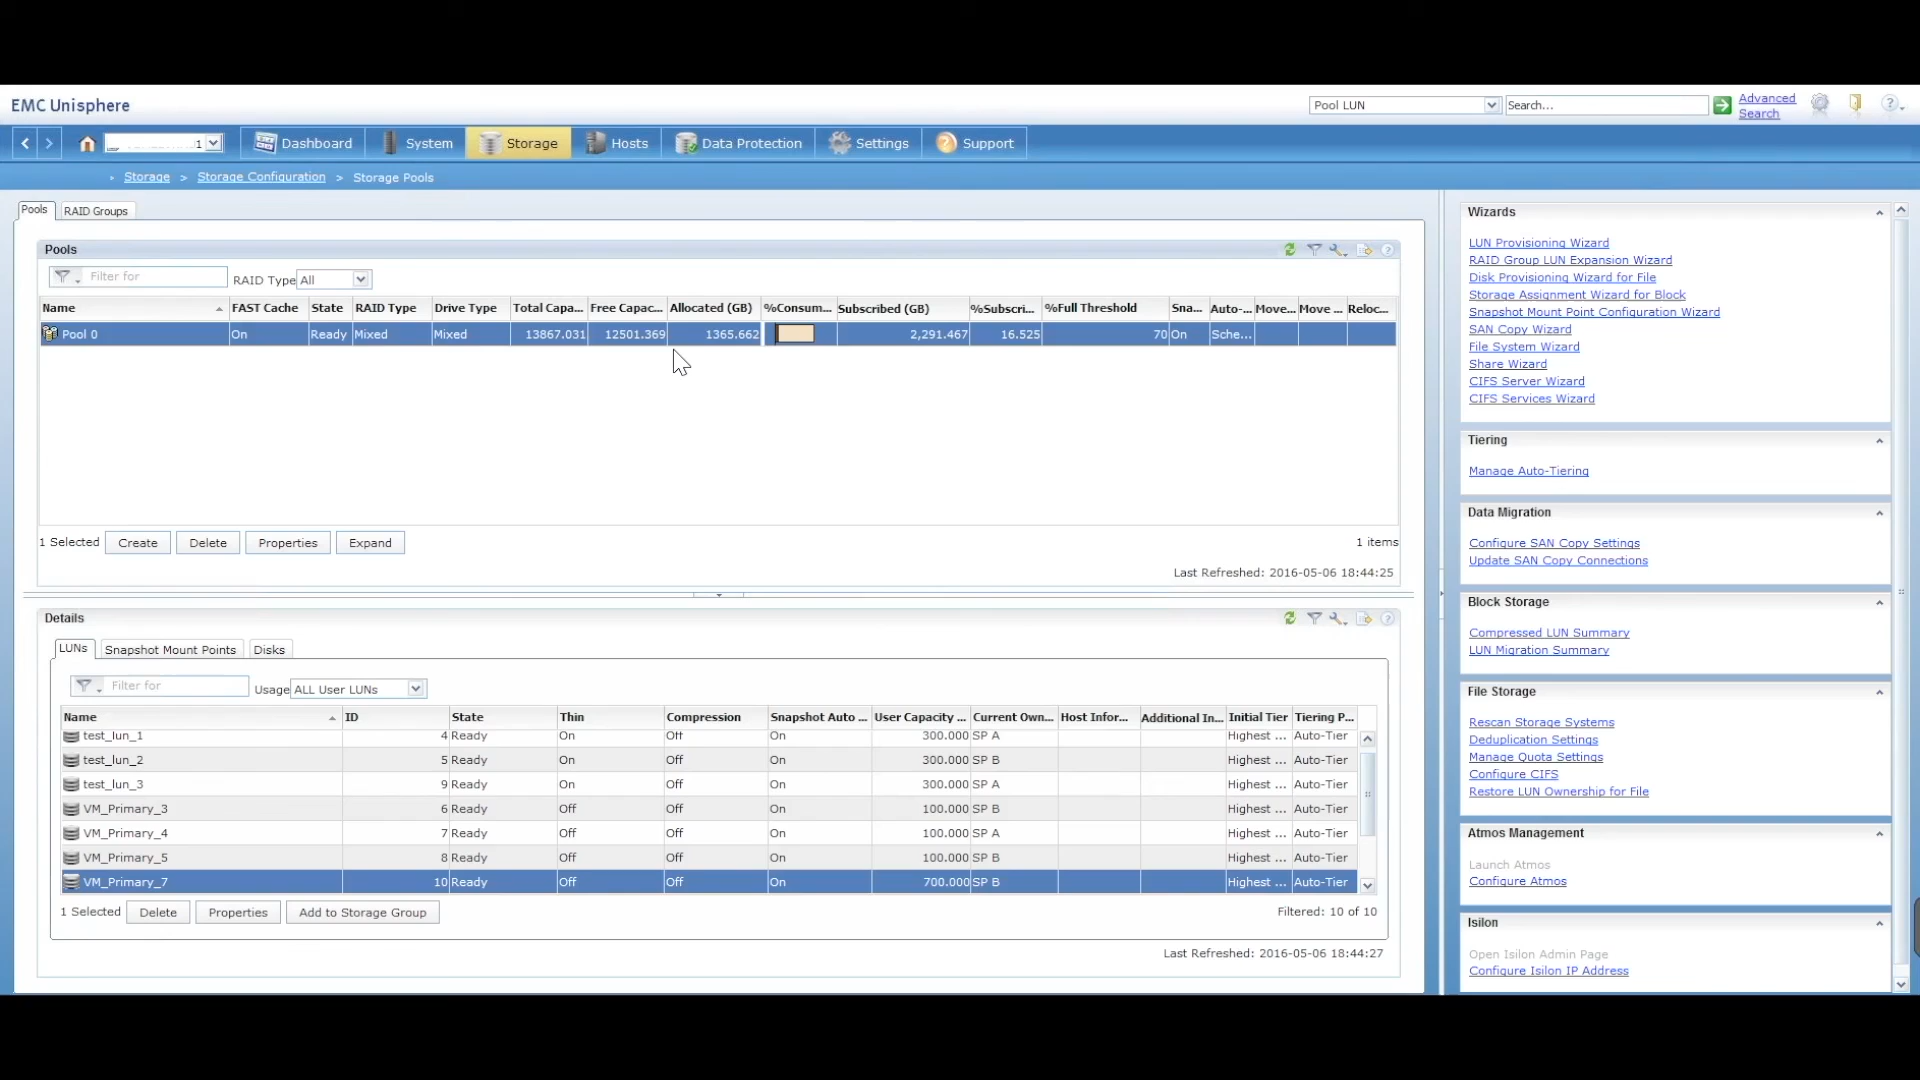 EMC Unisphere
Pool LUN
Search...
Advanced Search
1
Dashboard
System
Storage
Hosts
Data Protection
Settings
Support
Storage > Storage Configuration > Storage Pools
Pools
RAID Groups
Pools
Filter for
RAID Type All
Name FAST Cache State RAID Type Drive Type Total Capa... Free Capac... Allocated (GB) %Consum... Subscribed (GB) %Subscri... %Full Threshold Sna... Auto-... Move... Move ... Reloc...
Pool 0 On Ready Mixed Mixed 13867.031 12501.369 1365.662 2,291.467 16.525 70 On Sche...
1 Selected Create Delete Properties Expand 1 items
Last Refreshed: 2016-05-06 18:44:25
Details
LUNs Snapshot Mount Points Disks
Filter for Usage ALL User LUNs
Name ID State Thin Compression Snapshot Auto ... User Capacity ... Current Own... Host Infor... Additional In... Initial Tier Tiering P...
test_lun_1 4 Ready On Off On 300.000 SP A Highest ... Auto-Tier
test_lun_2 5 Ready On Off On 300.000 SP B Highest ... Auto-Tier
test_lun_3 9 Ready On Off On 300.000 SP A Highest ... Auto-Tier
VM_Primary_3 6 Ready Off Off On 100.000 SP B Highest ... Auto-Tier
VM_Primary_4 7 Ready Off Off On 100.000 SP A Highest ... Auto-Tier
VM_Primary_5 8 Ready Off Off On 100.000 SP B Highest ... Auto-Tier
VM_Primary_7 10 Ready Off Off On 700.000 SP B Highest ... Auto-Tier
1 Selected Delete Properties Add to Storage Group Filtered: 10 of 10
Last Refreshed: 2016-05-06 18:44:27
Wizards
LUN Provisioning Wizard
RAID Group LUN Expansion Wizard
Disk Provisioning Wizard for File
Storage Assignment Wizard for Block
Snapshot Mount Point Configuration Wizard
SAN Copy Wizard
File System Wizard
Share Wizard
CIFS Server Wizard
CIFS Services Wizard
Tiering
Manage Auto-Tiering
Data Migration
Configure SAN Copy Settings
Update SAN Copy Connections
Block Storage
Compressed LUN Summary
LUN Migration Summary
File Storage
Rescan Storage Systems
Deduplication Settings
Manage Quota Settings
Configure CIFS
Restore LUN Ownership for File
Atmos Management
Launch Atmos
Configure Atmos
Isilon
Open Isilon Admin Page
Configure Isilon IP Address